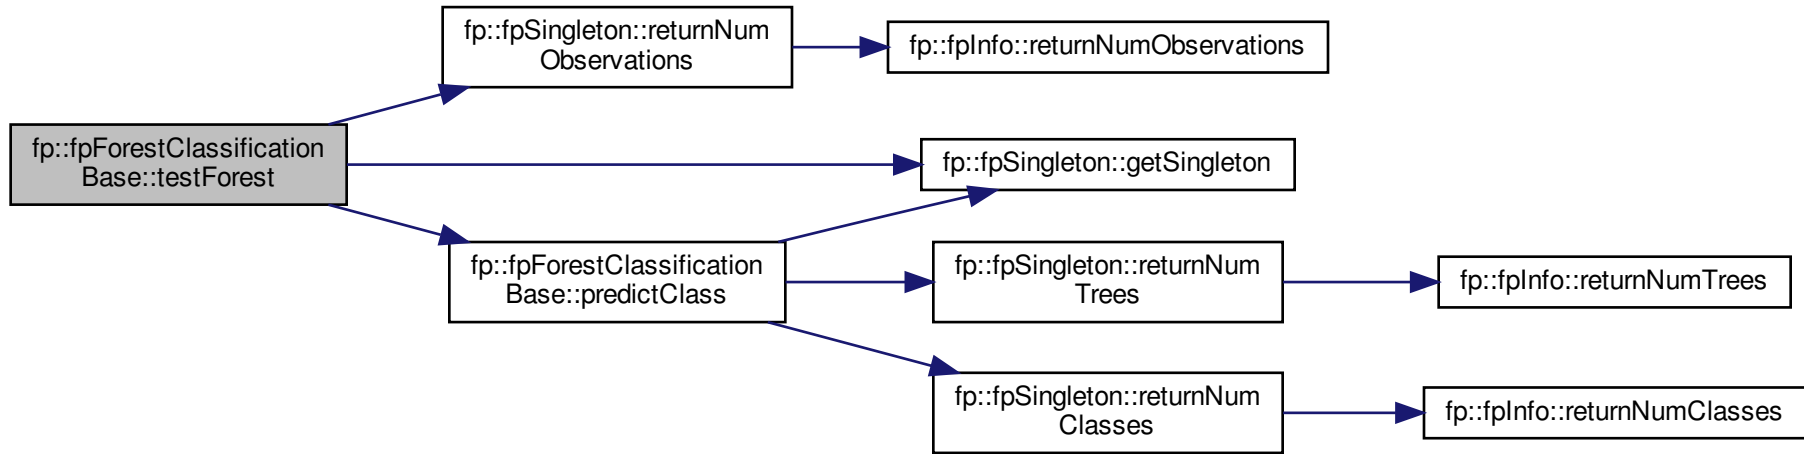 fp::fpSingleton::returnNum
Observations
fp::fpInfo::returnNumObservations
fp::fpForestClassification
Base::testForest
fp::fpSingleton::getSingleton
fp::fpForestClassification
Base::predictClass
fp::fpSingleton::returnNum
Trees
fp::fpInfo::returnNumTrees
fp::fpSingleton::returnNum
Classes
fp::fpInfo::returnNumClasses